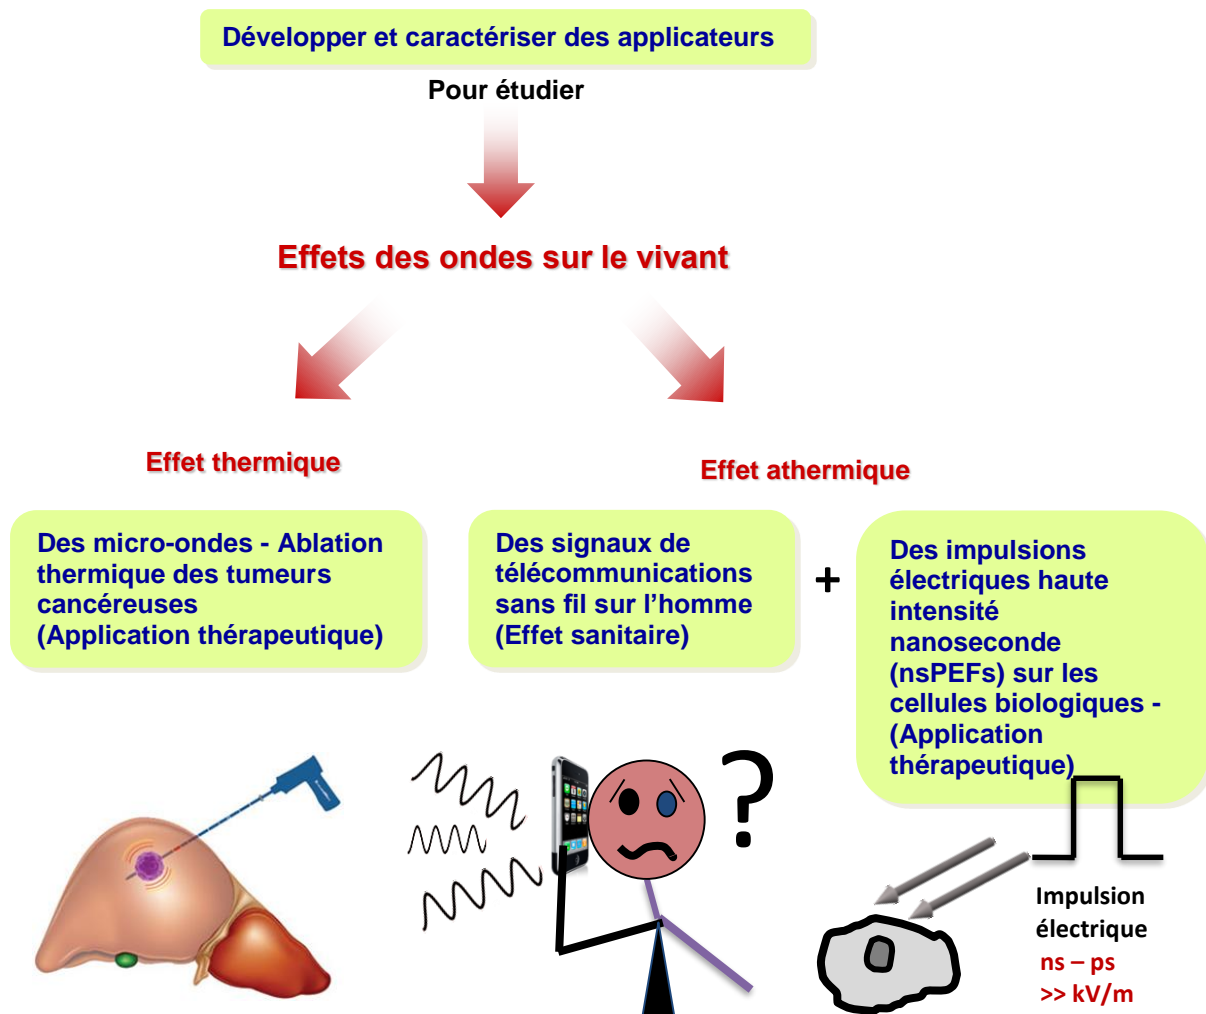 Développer et caractériser des applicateurs
Pour étudier
Effets des ondes sur le vivant
Effet thermique
Effet athermique
Des micro-ondes - Ablation
thermique des tumeurs
cancéreuses
(Application thérapeutique)
Des signaux de
télécommunications
sans fil sur l’homme
(Effet sanitaire)
+
Des impulsions
électriques haute
intensité
nanoseconde
(nsPEFs) sur les
cellules biologiques -
(Application
thérapeutique)
?
Impulsion
électrique
ns – ps
>> kV/m